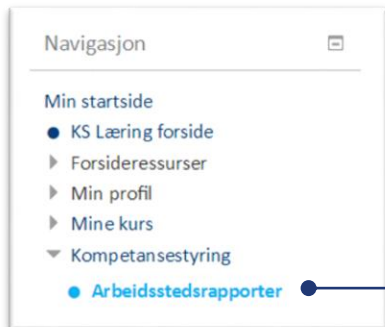 Navigasjon
Min startside
KS Læring forside
Forsideressurser
Min profil
Mine kurs
Kompetansestyring
Arbeidsstedsrapporter